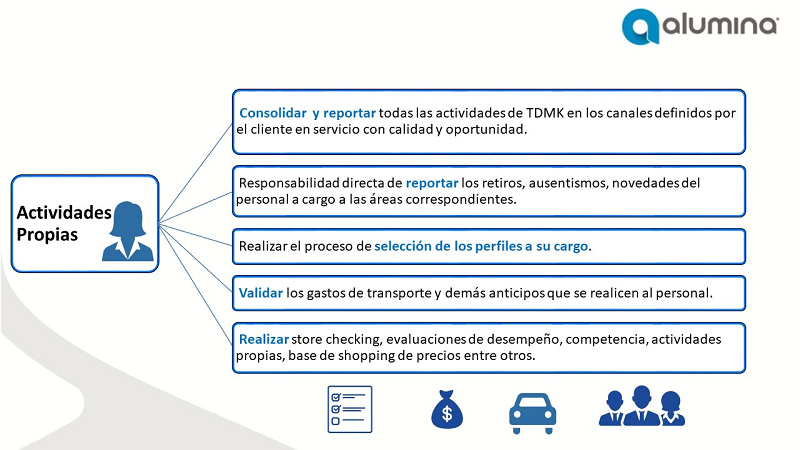 alumina
Consolidar y reportar todas las actividades de TDMK en los canales definidos por
el cliente en servicio con calidad y oportunidad.
Responsabilidad directa de reportar los retiros, ausentismos, novedades del
personal a cargo a las áreas correspondientes.
Actividades
Propias
Realizar el proceso de selección de los perfiles a su cargo.
Validar los gastos de transporte y demás anticipos que se realicen al personal.
Realizar store checking, evaluaciones de desempeño, competencia, actividades
propias, base de shopping de precios entre otros.
$